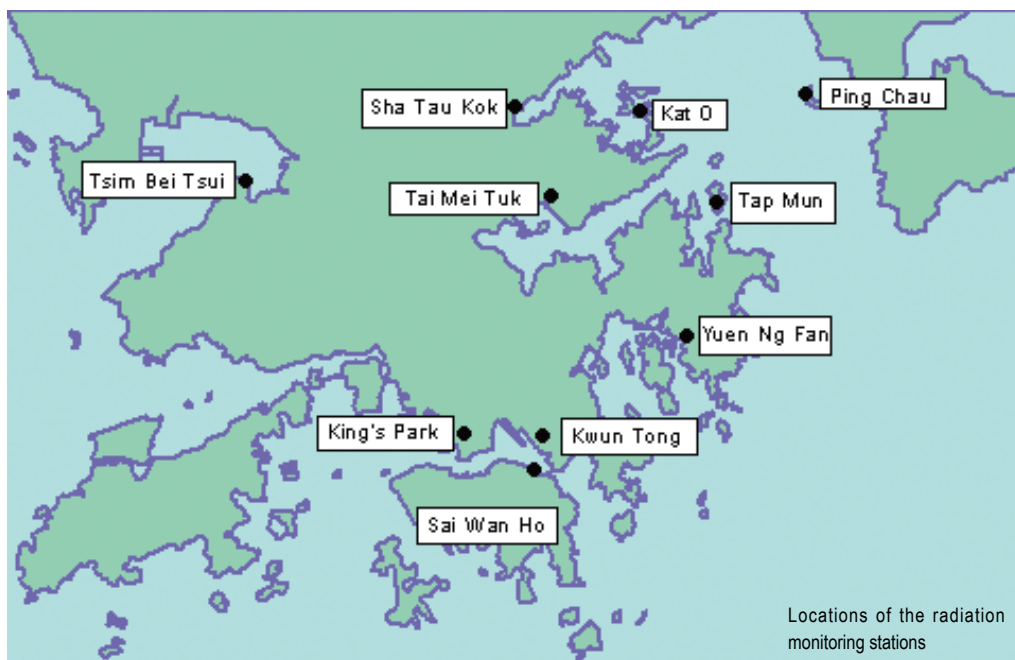 Ping Chau
Sha Tau Kok
Kat O
Tsim Bei Tsui
Tai Mei Tuk
Tap Mun
Yuen Ng Fan
King's Park
Kwun Tong
Sai Wan Ho
Locations of the radiation
monitoring stations